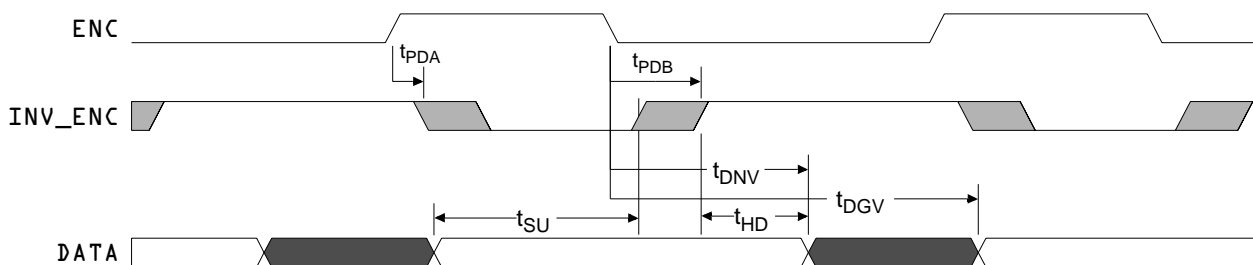 ENC
tPDA
tPDB
INV_ENC
tDNV
tDGV
tSU
tHD
DATA